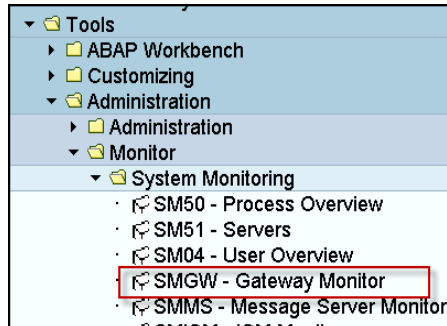 Tools
ABAP Workbench
Customizing
Administration
Administration
Monitor
System Monitoring
SM50 - Process Overview
SM51 - Servers
SM04 - User Overview
SMGW - Gateway Monitor
SMMS - Message Server Monitor